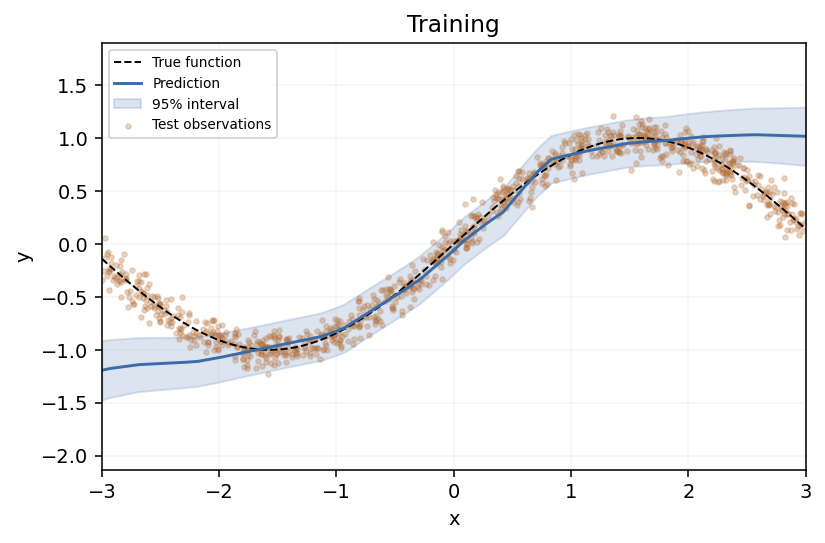 Training
True function
Prediction
95% interval
Test observations
1.5
1.0
0.5
0.0
−0.5
−1.0
−1.5
−2.0
y
−3 −2 −1 0 1 2 3
x